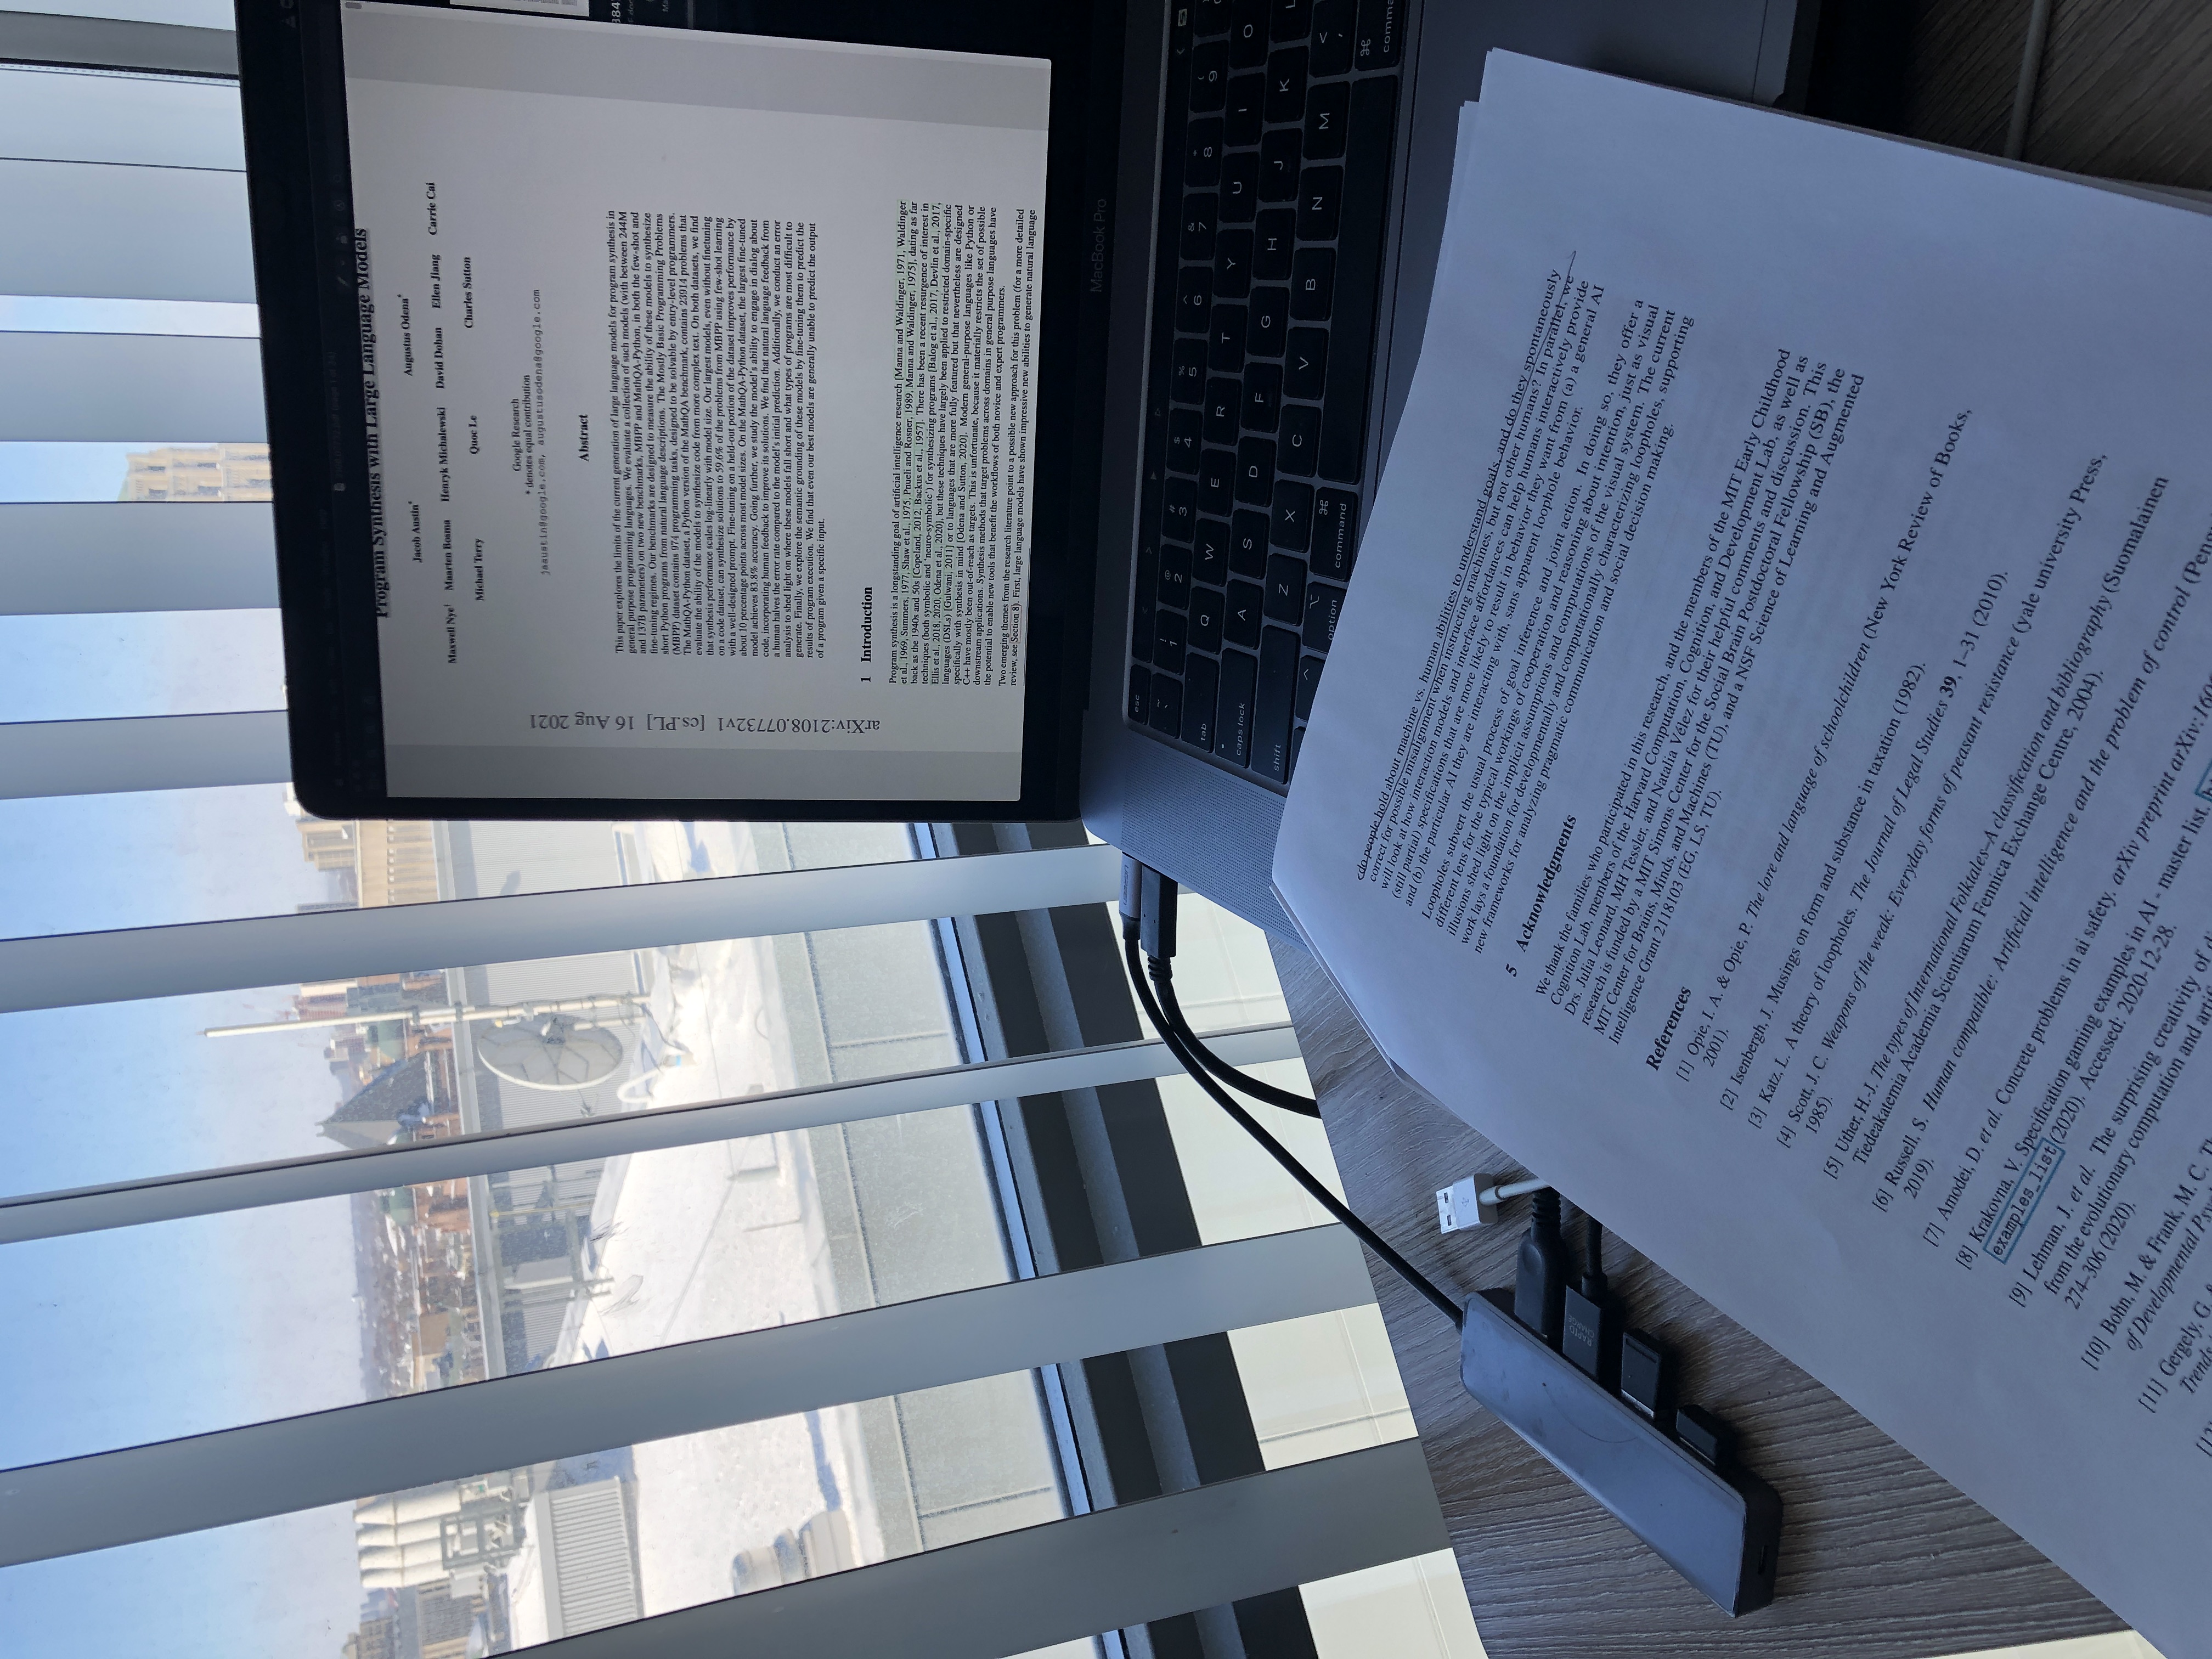 Program Synthesis with Large Language Models
Jacob Austin* Augustus Odena*
Maxwell Nye† Maarten Bosma Henryk Michalewski David Dohan Ellen Jiang Carrie Cai
Michael Terry Quoc Le Charles Sutton
Google Research
* denotes equal contribution
jaaustin@google.com, augustusodena@google.com
Abstract
This paper explores the limits of the current generation of large language models for program synthesis in
general purpose programming languages. We evaluate a collection of such models (with between 244M
and 137B parameters) on two new benchmarks, MBPP and MathQA-Python, in both the few-shot and
fine-tuning regimes. Our benchmarks are designed to measure the ability of these models to synthesize
short Python programs from natural language descriptions. The Mostly Basic Programming Problems
(MBPP) dataset contains 974 programming tasks, designed to be solvable by entry-level programmers.
The MathQA-Python dataset, a Python version of the MathQA benchmark, contains 23914 problems that
evaluate the ability of the models to synthesize code from more complex text. On both datasets, we find
that synthesis performance scales log-linearly with model size. Our largest models, even without finetuning
on a code dataset, can synthesize solutions to 59.6% of the problems from MBPP using few-shot learning
with a well-designed prompt. Fine-tuning on a held-out portion of the dataset improves performance by
about 10 percentage points across most model sizes. On the MathQA-Python dataset, the largest fine-tuned
model achieves 83.8% accuracy. Going further, we study the model's ability to engage in dialog about
code, incorporating human feedback to improve its solutions. We find that natural language feedback from
a human halves the error rate compared to the model's initial prediction. Additionally, we conduct an error
analysis to shed light on where these models fall short and what types of programs are most difficult to
generate. Finally, we explore the semantic grounding of these models by fine-tuning them to predict the
results of program execution. We find that even our best models are generally unable to predict the output
of a program given a specific input.
arXiv:2108.07732v1 [cs.PL] 16 Aug 2021
1 Introduction
Program synthesis is a longstanding goal of artificial intelligence research [Manna and Waldinger, 1971, Waldinger
et al., 1969, Summers, 1977, Shaw et al., 1975, Pnueli and Rosner, 1989, Manna and Waldinger, 1975], dating as far
back as the 1940s and 50s [Copeland, 2012, Backus et al., 1957]. There has been a recent resurgence of interest in
techniques (both symbolic and 'neuro-symbolic') for synthesizing programs [Balog et al., 2017, Devlin et al., 2017,
Ellis et al., 2018, 2020, Odena et al., 2020], but these techniques have largely been applied to restricted domain-specific
languages (DSLs) [Gulwani, 2011] or to languages that are more fully featured but that nevertheless are designed
specifically with synthesis in mind [Odena and Sutton, 2020]. Modern general-purpose languages like Python or
C++ have mostly been out-of-reach as targets. This is unfortunate, because it materially restricts the set of possible
downstream applications. Synthesis methods that target problems across domains in general purpose languages have
the potential to enable new tools that benefit the workflows of both novice and expert programmers.
Two emerging themes from the research literature point to a possible new approach for this problem (for a more detailed
review, see Section 8). First, large language models have shown impressive new abilities to generate natural language
MacBook Pro
esc
~ ` ! 1 @ 2 # 3 $ 4 % 5 ^ 6 & 7 * 8 ( 9
tab Q W E R T Y U I O
caps lock A S D F G H J K L
shift Z X C V B N M < ,
^ ⌥ option ⌘ command ⌘
UGREEN
do people hold about machine vs. human abilities to understand goals, and do they spontaneously
correct for possible misalignment when instructing machines, but not other humans? In parallel, we
will look at how interaction models and interface affordances can help humans interactively provide
(still partial) specifications that are more likely to result in behavior they want from (a) a general AI
and (b) the particular AI they are interacting with, sans apparent loophole behavior.
Loopholes subvert the usual process of goal inference and joint action. In doing so, they offer a
different lens for the typical workings of cooperation and reasoning about intention, just as visual
illusions shed light on the implicit assumptions and computations of the visual system. The current
work lays a foundation for developmentally and computationally characterizing loopholes, supporting
new frameworks for analyzing pragmatic communication and social decision making.
5 Acknowledgments
We thank the families who participated in this research, and the members of the MIT Early Childhood
Cognition Lab, members of the Harvard Computation, Cognition, and Development Lab, as well as
Drs. Julia Leonard, MH Tessler, and Natalia Vélez for their helpful comments and discussion. This
research is funded by a MIT Simons Center for the Social Brain Postdoctoral Fellowship (SB), the
MIT Center for Brains, Minds, and Machines (TU), and a NSF Science of Learning and Augmented
Intelligence Grant 2118103 (EG, LS, TU).
References
[1] Opie, I. A. & Opie, P. The lore and language of schoolchildren (New York Review of Books,
2001).
[2] Isenbergh, J. Musings on form and substance in taxation (1982).
[3] Katz, L. A theory of loopholes. The Journal of Legal Studies 39, 1–31 (2010).
[4] Scott, J. C. Weapons of the weak: Everyday forms of peasant resistance (yale university Press,
1985).
[5] Uther, H.-J. The types of International Folktales–A classification and bibliography (Suomalainen
Tiedeakatemia Academia Scientiarum Fennica Exchange Centre, 2004).
[6] Russell, S. Human compatible: Artificial intelligence and the problem of control (Pengu
2019).
[7] Amodei, D. et al. Concrete problems in ai safety. arXiv preprint arXiv:160
[8] Krakovna, V. Specification gaming examples in AI - master list.
examples_list (2020). Accessed: 2020-12-28.
[9] Lehman, J. et al. The surprising creativity of di
from the evolutionary computation and artif
274–306 (2020).
[10] Bohn, M. & Frank, M. C. Th
of Developmental Psyc
[11] Gergely, G. &
Trends
[12]